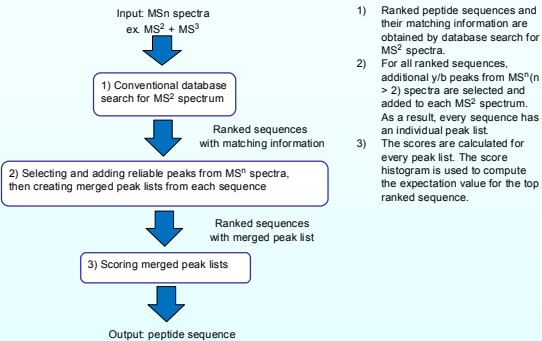 Input: MSn spectra
ex. MS² + MS³
1) Conventional database
search for MS² spectrum
Ranked sequences
with matching information
2) Selecting and adding reliable peaks from MSⁿ spectra,
then creating merged peak lists from each sequence
Ranked sequences
with merged peak list
3) Scoring merged peak lists
Output: peptide sequence
1) Ranked peptide sequences and
their matching information are
obtained by database search for
MS² spectra.
2) For all ranked sequences,
additional y/b peaks from MSⁿ(n
> 2) spectra are selected and
added to each MS² spectrum.
As a result, every sequence has
an individual peak list.
3) The scores are calculated for
every peak list. The score
histogram is used to compute
the expectation value for the top
ranked sequence.